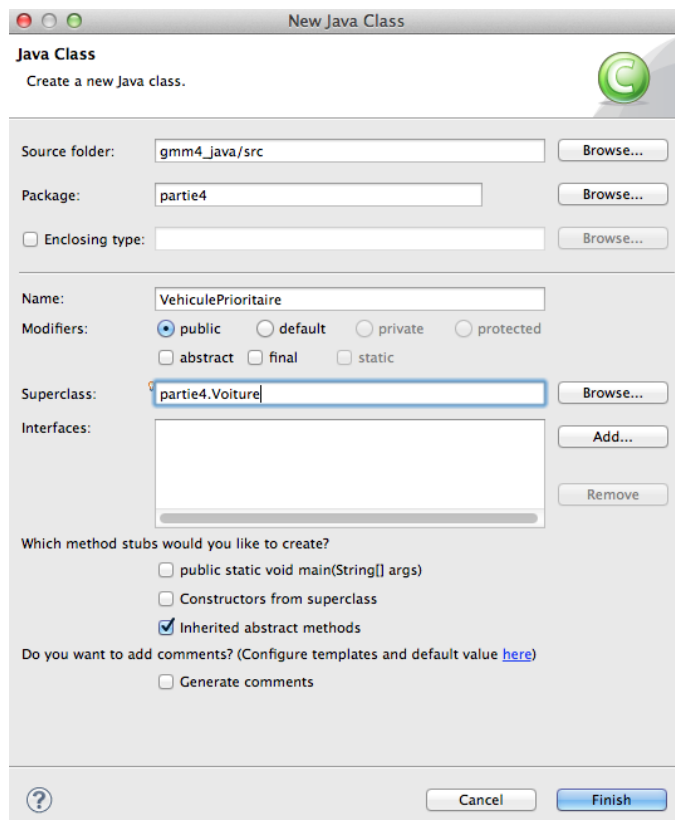 New Java Class
Java Class
Create a new Java class.
C
Source folder: gmm4_java/src Browse...
Package: partie4 Browse...
Enclosing type: Browse...
Name: VehiculePrioritaire
Modifiers: public default private protected
abstract final static
Superclass: partie4.Voiture Browse...
Interfaces: Add...
Remove
Which method stubs would you like to create?
public static void main(String[] args)
Constructors from superclass
Inherited abstract methods
Do you want to add comments? (Configure templates and default value here)
Generate comments
? Cancel Finish